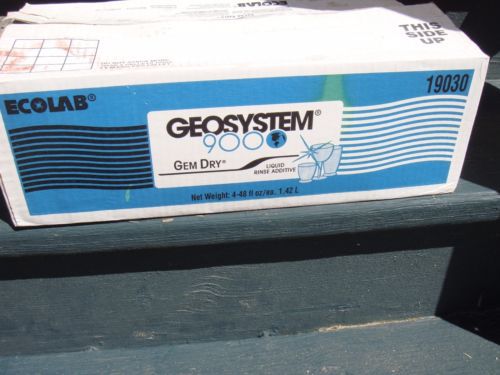 THIS
SIDE
UP
ECOLAB®
19030
GEOSYSTEM®
9000
GEM DRY®
LIQUID
RINSE ADDITIVE
Net Weight: 4-48 fl oz/ea. 1.42 L